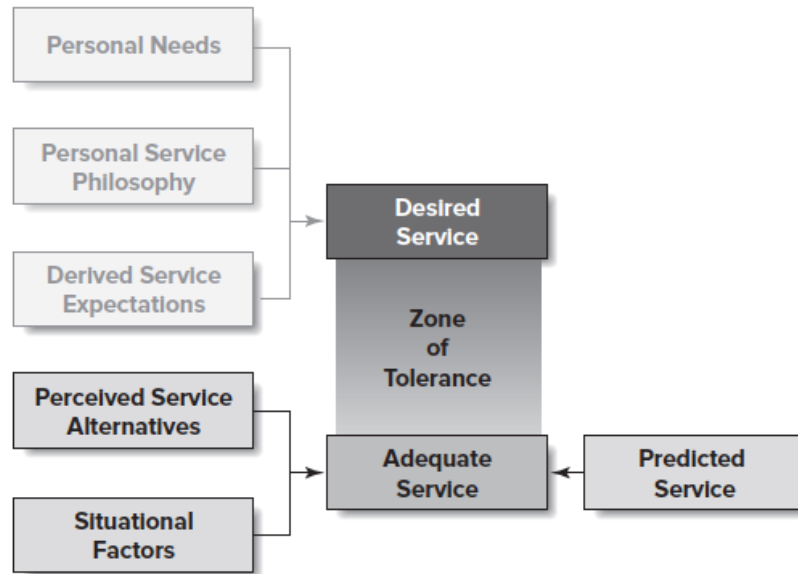 Personal Needs
Personal Service
Philosophy
Derived Service
Expectations
Perceived Service
Alternatives
Situational
Factors
Desired
Service
Zone
of
Tolerance
Adequate
Service
Predicted
Service